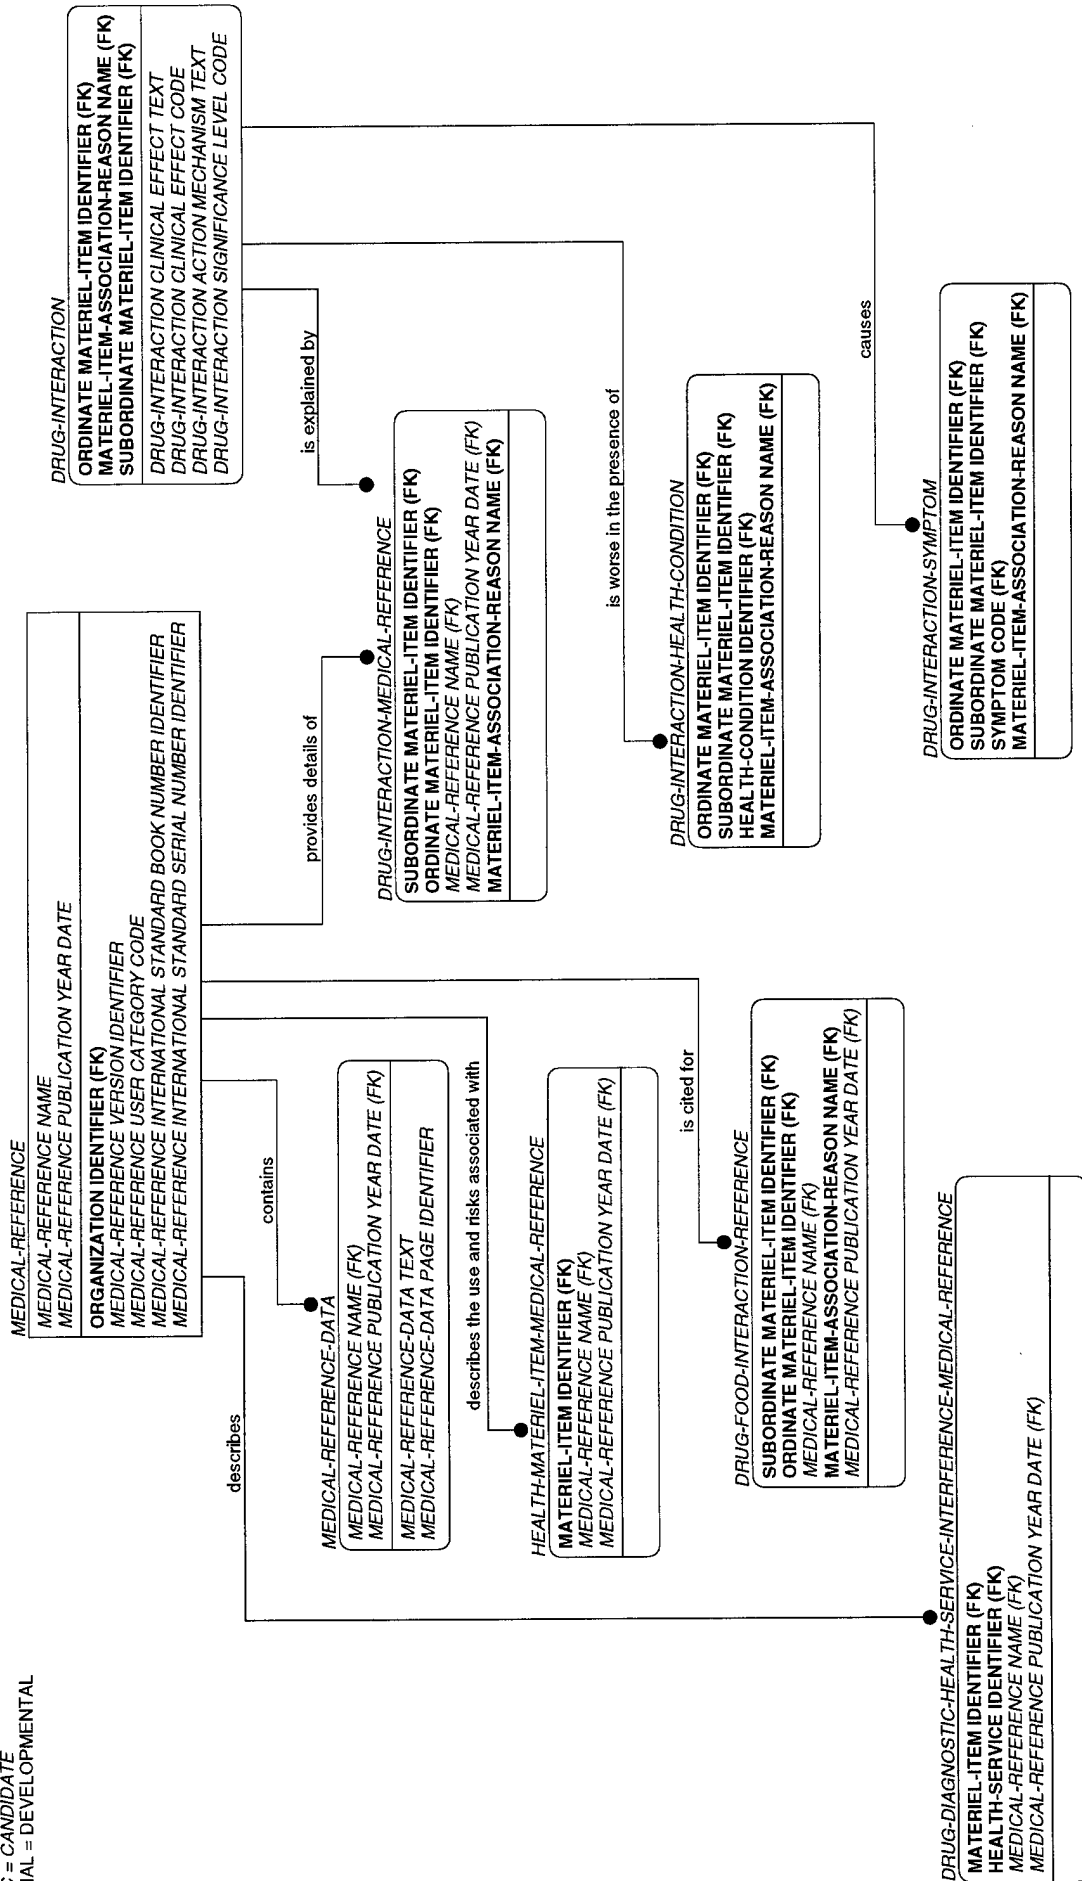 = CANDIDATE
= DEVELOPMENTAL
MEDICAL-REFERENCE
MEDICAL-REFERENCE NAME
MEDICAL-REFERENCE PUBLICATION YEAR DATE
ORGANIZATION IDENTIFIER (FK)
MEDICAL-REFERENCE VERSION IDENTIFIER
MEDICAL-REFERENCE USER CATEGORY CODE
MEDICAL-REFERENCE INTERNATIONAL STANDARD BOOK NUMBER IDENTIFIER
MEDICAL-REFERENCE INTERNATIONAL STANDARD SERIAL NUMBER IDENTIFIER
DRUG-INTERACTION
ORDINATE MATERIEL-ITEM IDENTIFIER (FK)
MATERIEL-ITEM-ASSOCIATION-REASON NAME (FK)
SUBORDINATE MATERIEL-ITEM IDENTIFIER (FK)
DRUG-INTERACTION CLINICAL EFFECT TEXT
DRUG-INTERACTION CLINICAL EFFECT CODE
DRUG-INTERACTION ACTION MECHANISM TEXT
DRUG-INTERACTION SIGNIFICANCE LEVEL CODE
describes
contains
provides details of
is explained by
MEDICAL-REFERENCE-DATA
MEDICAL-REFERENCE NAME (FK)
MEDICAL-REFERENCE PUBLICATION YEAR DATE (FK)
MEDICAL-REFERENCE-DATA TEXT
MEDICAL-REFERENCE-DATA PAGE IDENTIFIER
DRUG-INTERACTION-MEDICAL-REFERENCE
SUBORDINATE MATERIEL-ITEM IDENTIFIER (FK)
ORDINATE MATERIEL-ITEM IDENTIFIER (FK)
MEDICAL-REFERENCE NAME (FK)
MEDICAL-REFERENCE PUBLICATION YEAR DATE (FK)
MATERIEL-ITEM-ASSOCIATION-REASON NAME (FK)
describes the use and risks associated with
is worse in the presence of
HEALTH-MATERIEL-ITEM-MEDICAL-REFERENCE
MATERIEL-ITEM IDENTIFIER (FK)
MEDICAL-REFERENCE NAME (FK)
MEDICAL-REFERENCE PUBLICATION YEAR DATE (FK)
is cited for
DRUG-INTERACTION-HEALTH-CONDITION
ORDINATE MATERIEL-ITEM IDENTIFIER (FK)
SUBORDINATE MATERIEL-ITEM IDENTIFIER (FK)
HEALTH-CONDITION IDENTIFIER (FK)
MATERIEL-ITEM-ASSOCIATION-REASON NAME (FK)
DRUG-FOOD-INTERACTION-REFERENCE
SUBORDINATE MATERIEL-ITEM IDENTIFIER (FK)
ORDINATE MATERIEL-ITEM IDENTIFIER (FK)
MEDICAL-REFERENCE NAME (FK)
MATERIEL-ITEM-ASSOCIATION-REASON NAME (FK)
MEDICAL-REFERENCE PUBLICATION YEAR DATE (FK)
causes
DRUG-DIAGNOSTIC-HEALTH-SERVICE-INTERFERENCE-MEDICAL-REFERENCE
MATERIEL-ITEM IDENTIFIER (FK)
HEALTH-SERVICE IDENTIFIER (FK)
MEDICAL-REFERENCE NAME (FK)
MEDICAL-REFERENCE PUBLICATION YEAR DATE (FK)
DRUG-INTERACTION-SYMPTOM
ORDINATE MATERIEL-ITEM IDENTIFIER (FK)
SUBORDINATE MATERIEL-ITEM IDENTIFIER (FK)
SYMPTOM CODE (FK)
MATERIEL-ITEM-ASSOCIATION-REASON NAME (FK)